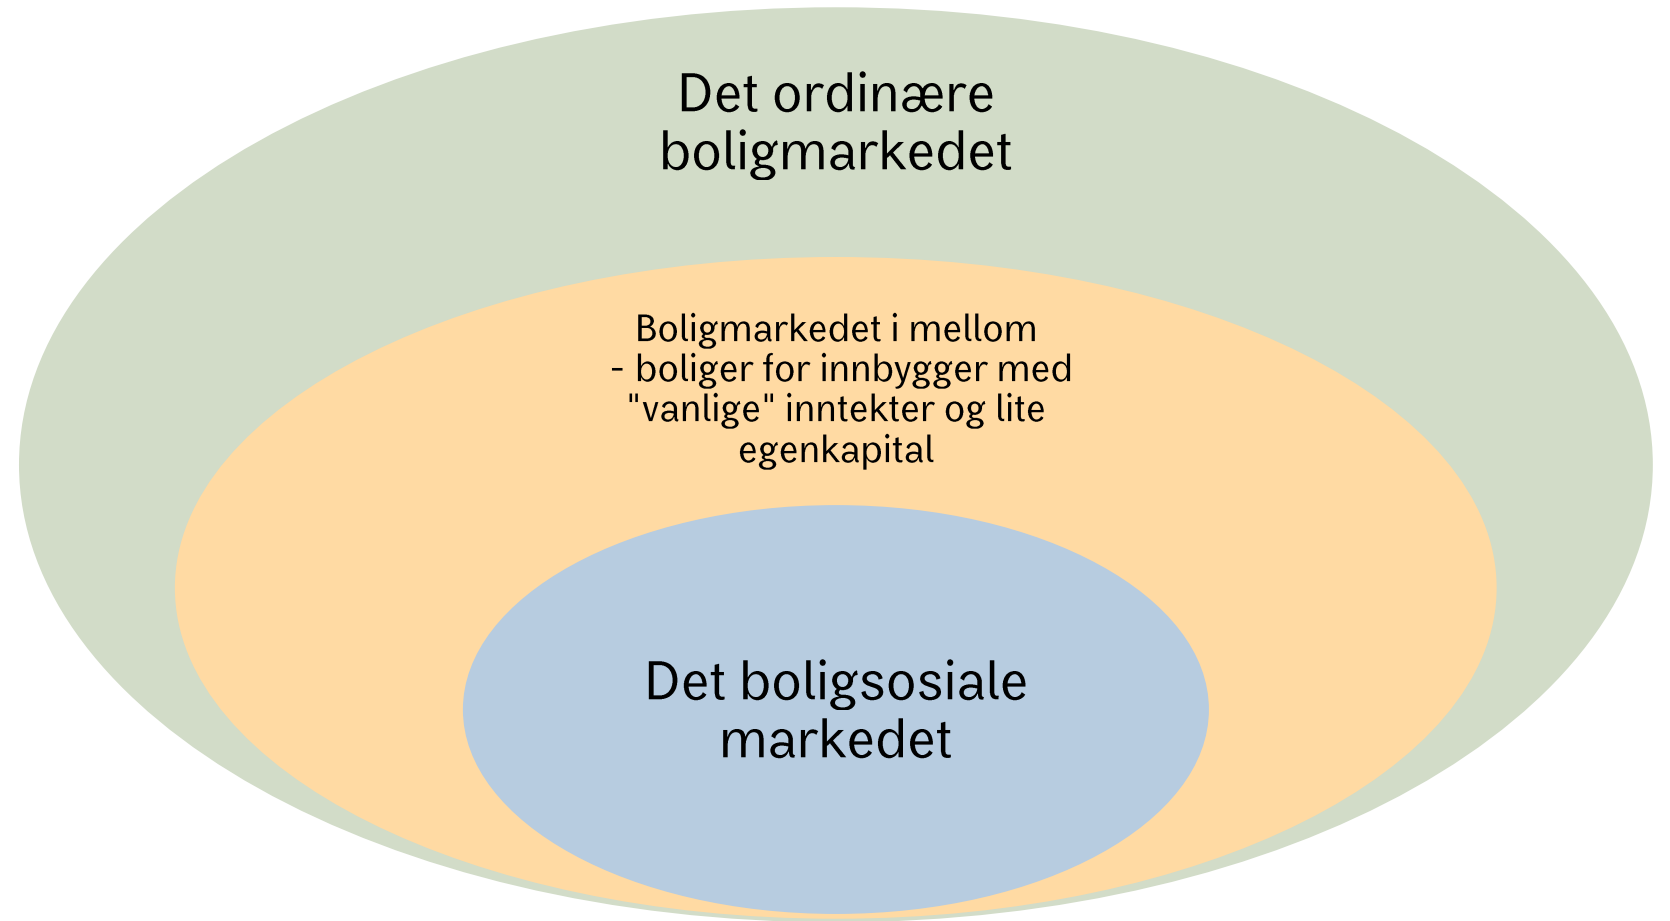 Det ordinære
boligmarkedet
Boligmarkedet i mellom
- boliger for innbygger med
"vanlige" inntekter og lite
egenkapital
Det boligsosiale
markedet